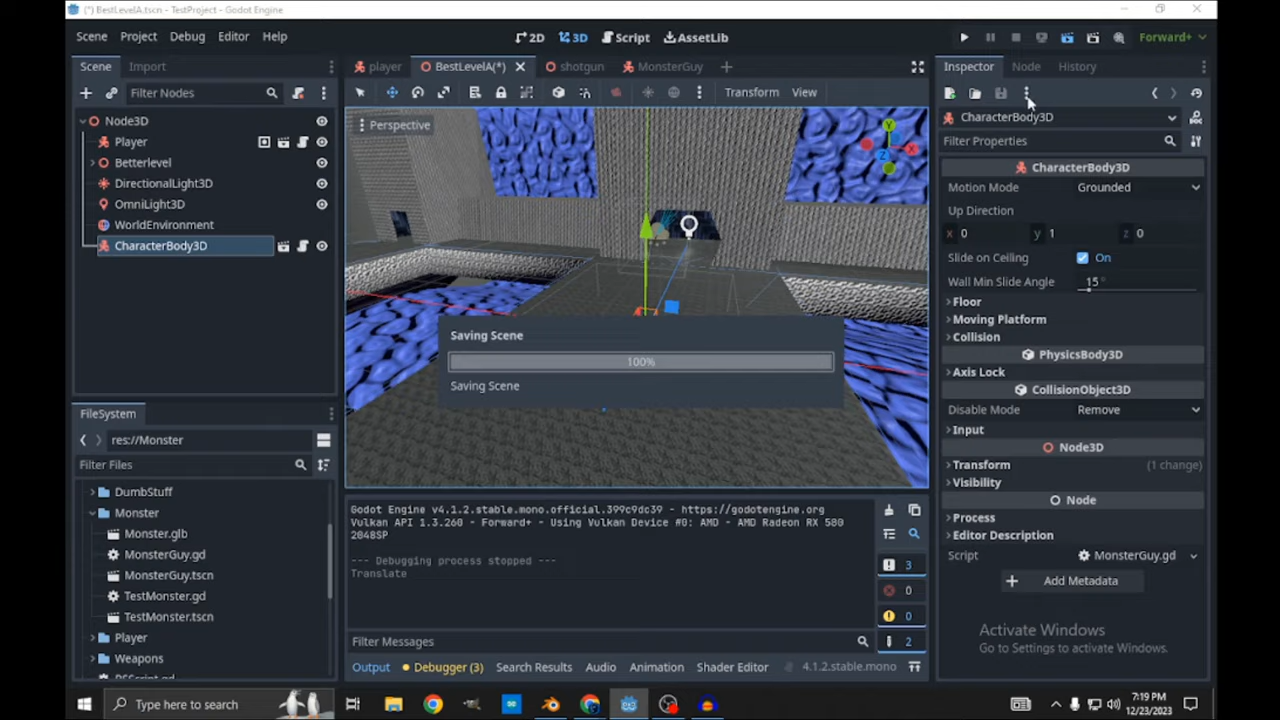 (*) BestLevelA.tscn - TestProject - Godot Engine
Scene Project Debug Editor Help
2D 3D Script AssetLib
Forward+
Scene Import
player BestLevelA(*) shotgun MonsterGuy
Inspector Node History
Filter Nodes
Transform View
Node3D
Player
Betterlevel
DirectionalLight3D
OmniLight3D
WorldEnvironment
CharacterBody3D
Perspective
Y
X
Z
Saving Scene
100%
Saving Scene
CharacterBody3D
Filter Properties
CharacterBody3D
Motion Mode Grounded
Up Direction
x 0 y 1 z 0
Slide on Ceiling On
Wall Min Slide Angle 15 °
Floor
Moving Platform
Collision
PhysicsBody3D
Axis Lock
CollisionObject3D
Disable Mode Remove
Input
Node3D
Transform (1 change)
Visibility
Node
Process
Editor Description
Script MonsterGuy.gd
Add Metadata
FileSystem
res://Monster
Filter Files
DumbStuff
Monster
Monster.glb
MonsterGuy.gd
MonsterGuy.tscn
TestMonster.gd
TestMonster.tscn
Player
Weapons
Godot Engine v4.1.2.stable.mono.official.399c9dc39 - https://godotengine.org
Vulkan API 1.3.260 - Forward+ - Using Vulkan Device #0: AMD - AMD Radeon RX 580
2048SP
--- Debugging process stopped ---
Translate
3
0
0
2
Filter Messages
Output Debugger (3) Search Results Audio Animation Shader Editor 4.1.2.stable.mono
Activate Windows
Go to Settings to activate Windows.
Type here to search
7:19 PM
12/23/2023